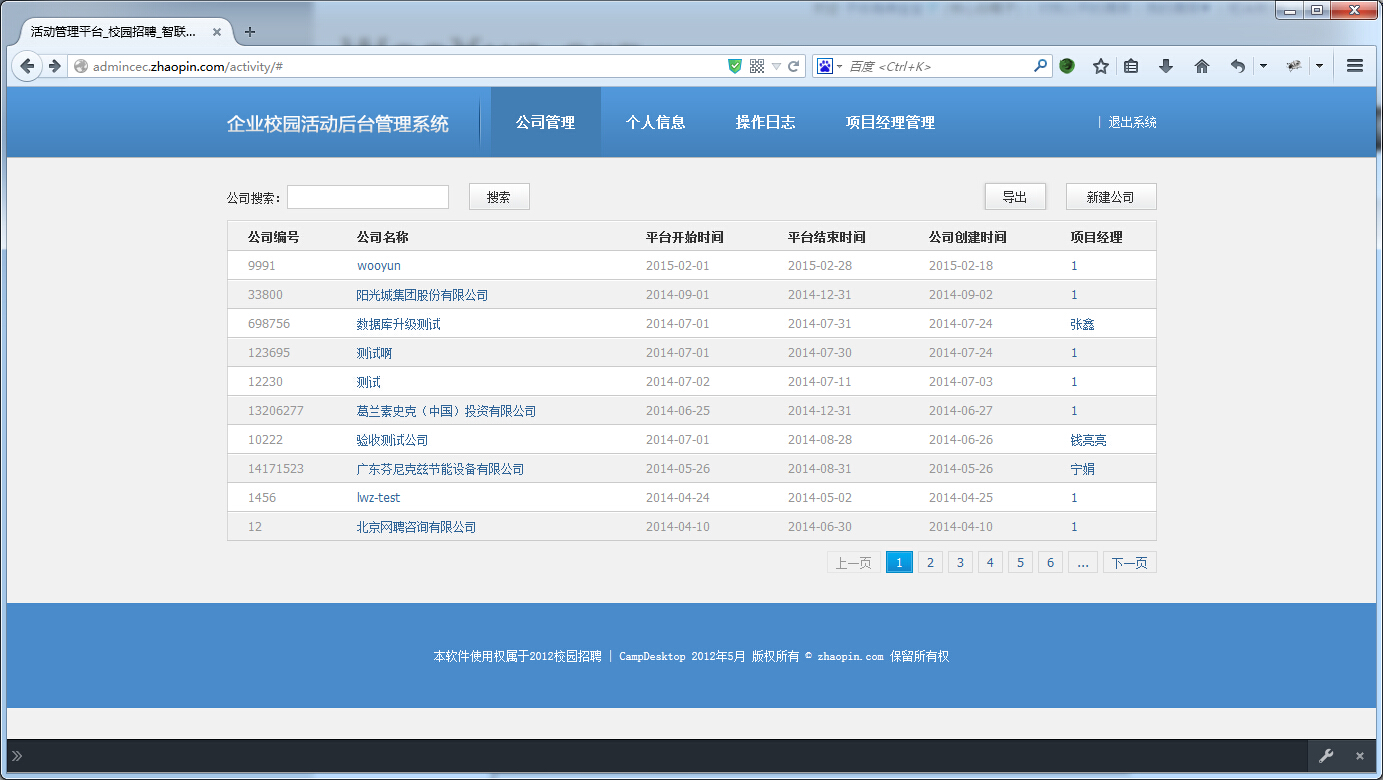 活动管理平台_校园招聘_智联...
admincec.zhaopin.com/activity/#
百度 <Ctrl+K>
企业校园活动后台管理系统 公司管理 个人信息 操作日志 项目经理管理 | 退出系统
公司搜索： 搜索 导出 新建公司
公司编号 公司名称 平台开始时间 平台结束时间 公司创建时间 项目经理
9991 wooyun 2015-02-01 2015-02-28 2015-02-18 1
33800 阳光城集团股份有限公司 2014-09-01 2014-12-31 2014-09-02 1
698756 数据库升级测试 2014-07-01 2014-07-31 2014-07-24 张鑫
123695 测试啊 2014-07-01 2014-07-30 2014-07-24 1
12230 测试 2014-07-02 2014-07-11 2014-07-03 1
13206277 葛兰素史克（中国）投资有限公司 2014-06-25 2014-12-31 2014-06-27 1
10222 验收测试公司 2014-07-01 2014-08-28 2014-06-26 钱亮亮
14171523 广东芬尼克兹节能设备有限公司 2014-05-26 2014-08-31 2014-05-26 宁娟
1456 lwz-test 2014-04-24 2014-05-02 2014-04-25 1
12 北京网聘咨询有限公司 2014-04-10 2014-06-30 2014-04-10 1
上一页 1 2 3 4 5 6 ... 下一页
本软件使用权属于2012校园招聘 | CampDesktop 2012年5月 版权所有 © zhaopin.com 保留所有权